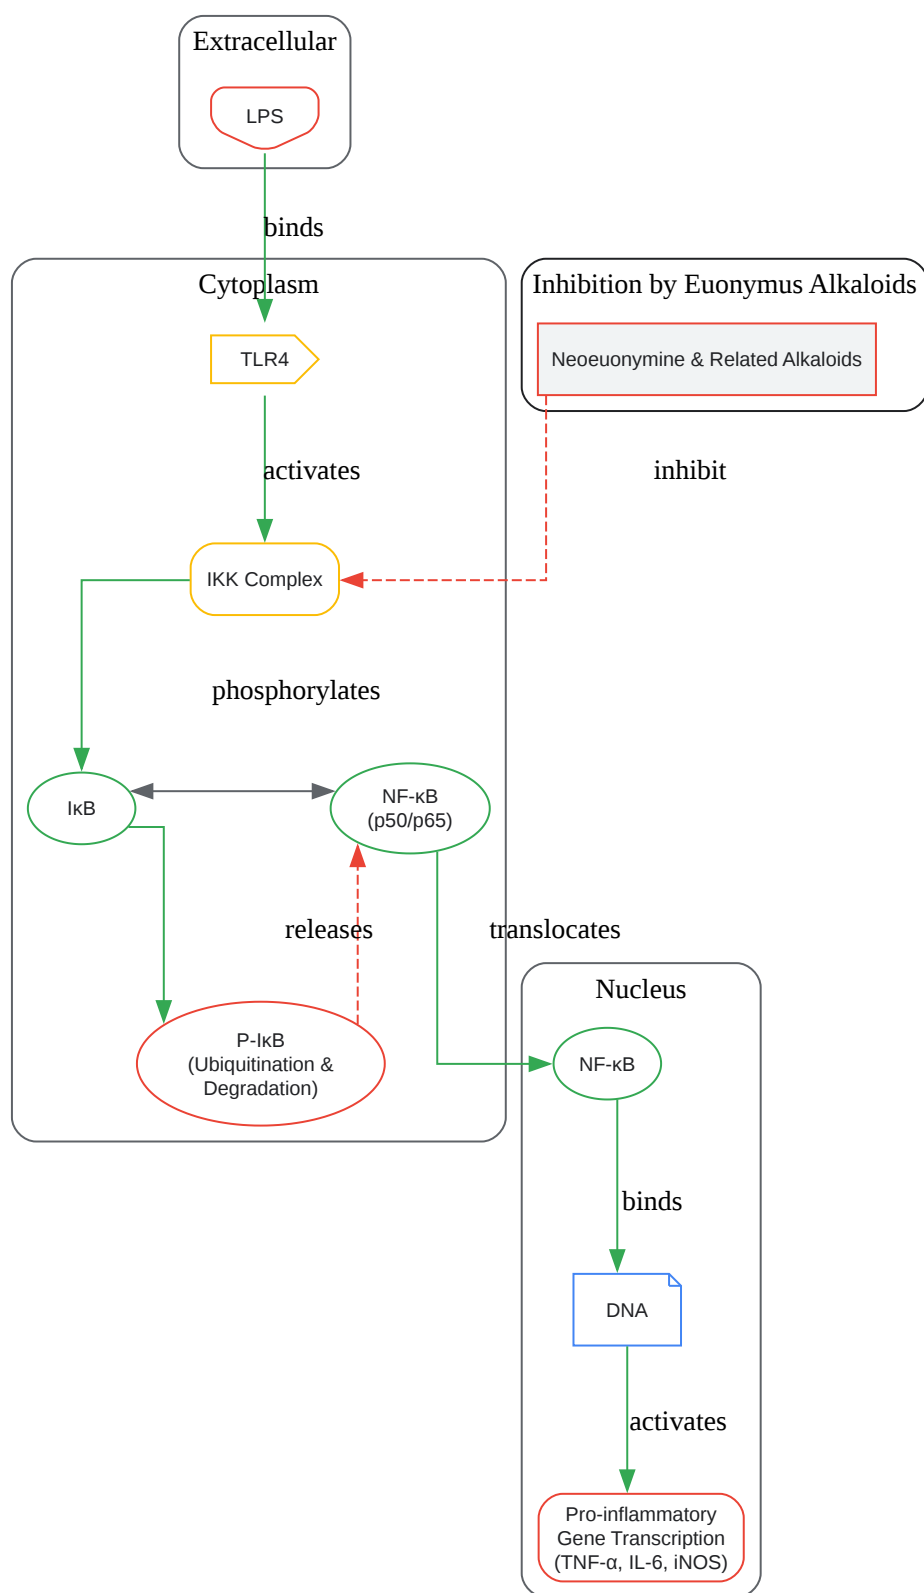 Extracellular
LPS
binds
Cytoplasm
Inhibition by Euonymus Alkaloids
TLR4
Neoeuonymine & Related Alkaloids
activates
inhibit
IKK Complex
phosphorylates
IκB
NF-κB
(p50/p65)
releases
translocates
Nucleus
P-IκB
(Ubiquitination &
Degradation)
NF-κB
binds
DNA
activates
Pro-inflammatory
Gene Transcription
(TNF-α, IL-6, iNOS)